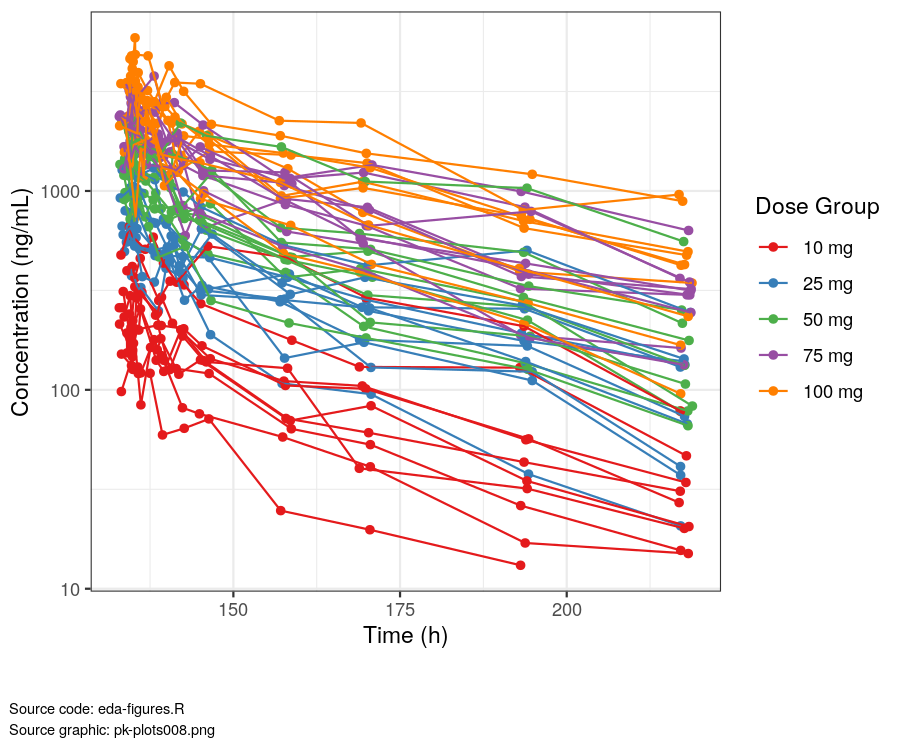 1000
100
10
150 175 200
Time (h)
Concentration (ng/mL)
Dose Group
10 mg
25 mg
50 mg
75 mg
100 mg
Source code: eda-figures.R
Source graphic: pk-plots008.png